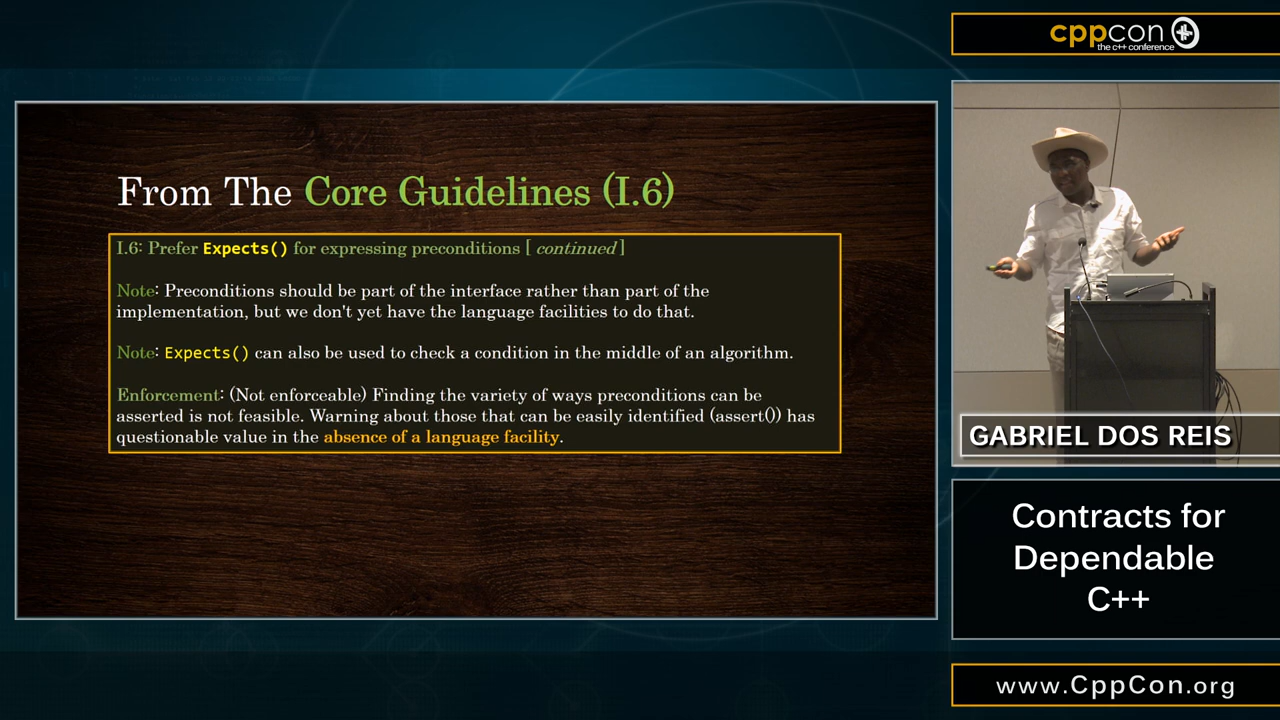 From The Core Guidelines (I.6)
I.6: Prefer Expects() for expressing preconditions [ continued ]
Note: Preconditions should be part of the interface rather than part of the
implementation, but we don't yet have the language facilities to do that.
Note: Expects() can also be used to check a condition in the middle of an algorithm.
Enforcement: (Not enforceable) Finding the variety of ways preconditions can be
asserted is not feasible. Warning about those that can be easily identified (assert()) has
questionable value in the absence of a language facility.
cppcon
the c++ conference
GABRIEL DOS REIS
Contracts for
Dependable
C++
www.CppCon.org